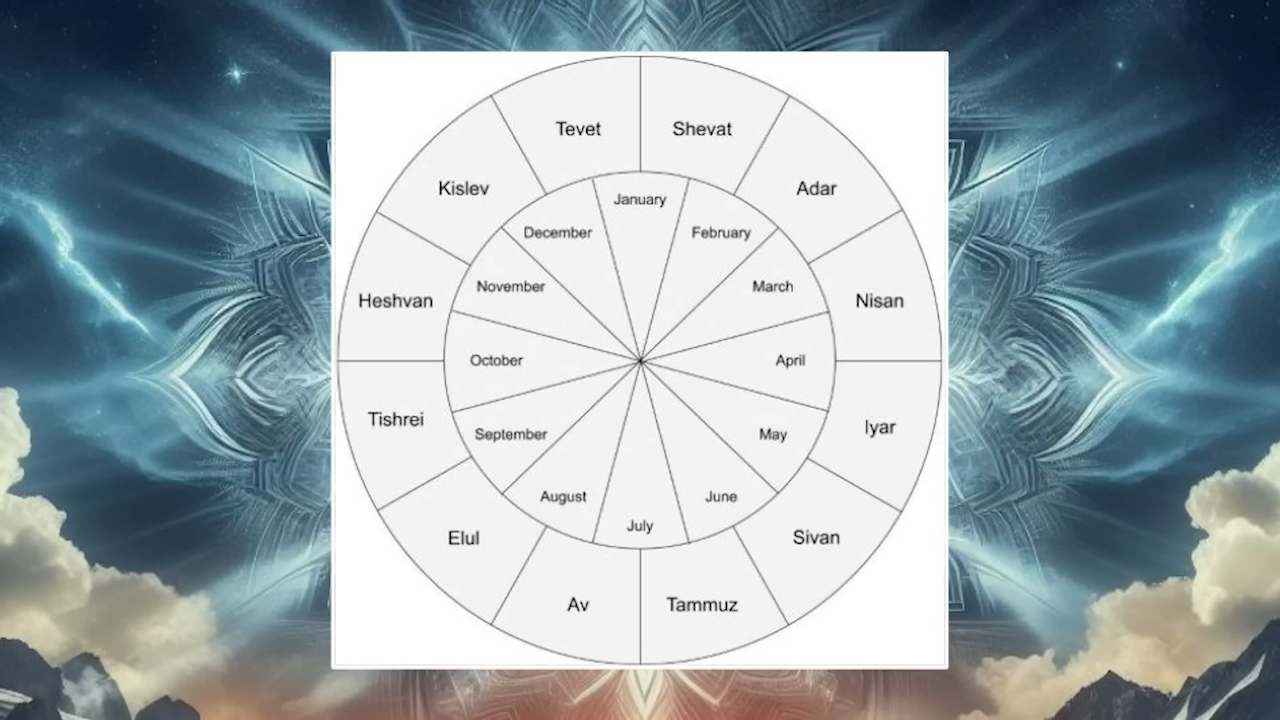 Tevet
Shevat
Kislev
Adar
January
December
February
November
March
Heshvan
Nisan
October
April
Tishrei
Iyar
September
May
August
June
July
Elul
Sivan
Av
Tammuz